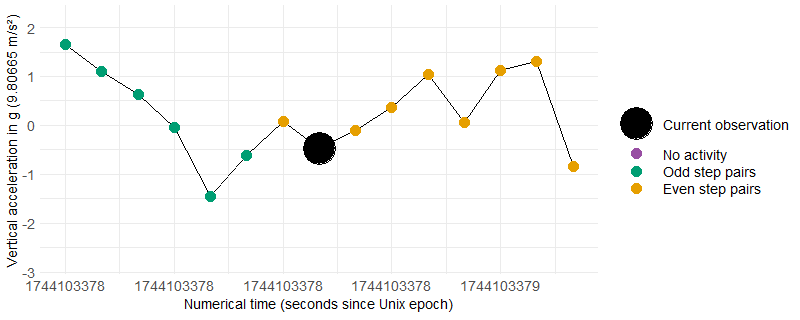 Vertical acceleration in g (9.80665 m/s²)
2
1
0
-1
-2
-3
1744103378 1744103378 1744103378 1744103378 1744103379
Numerical time (seconds since Unix epoch)
Current observation
No activity
Odd step pairs
Even step pairs